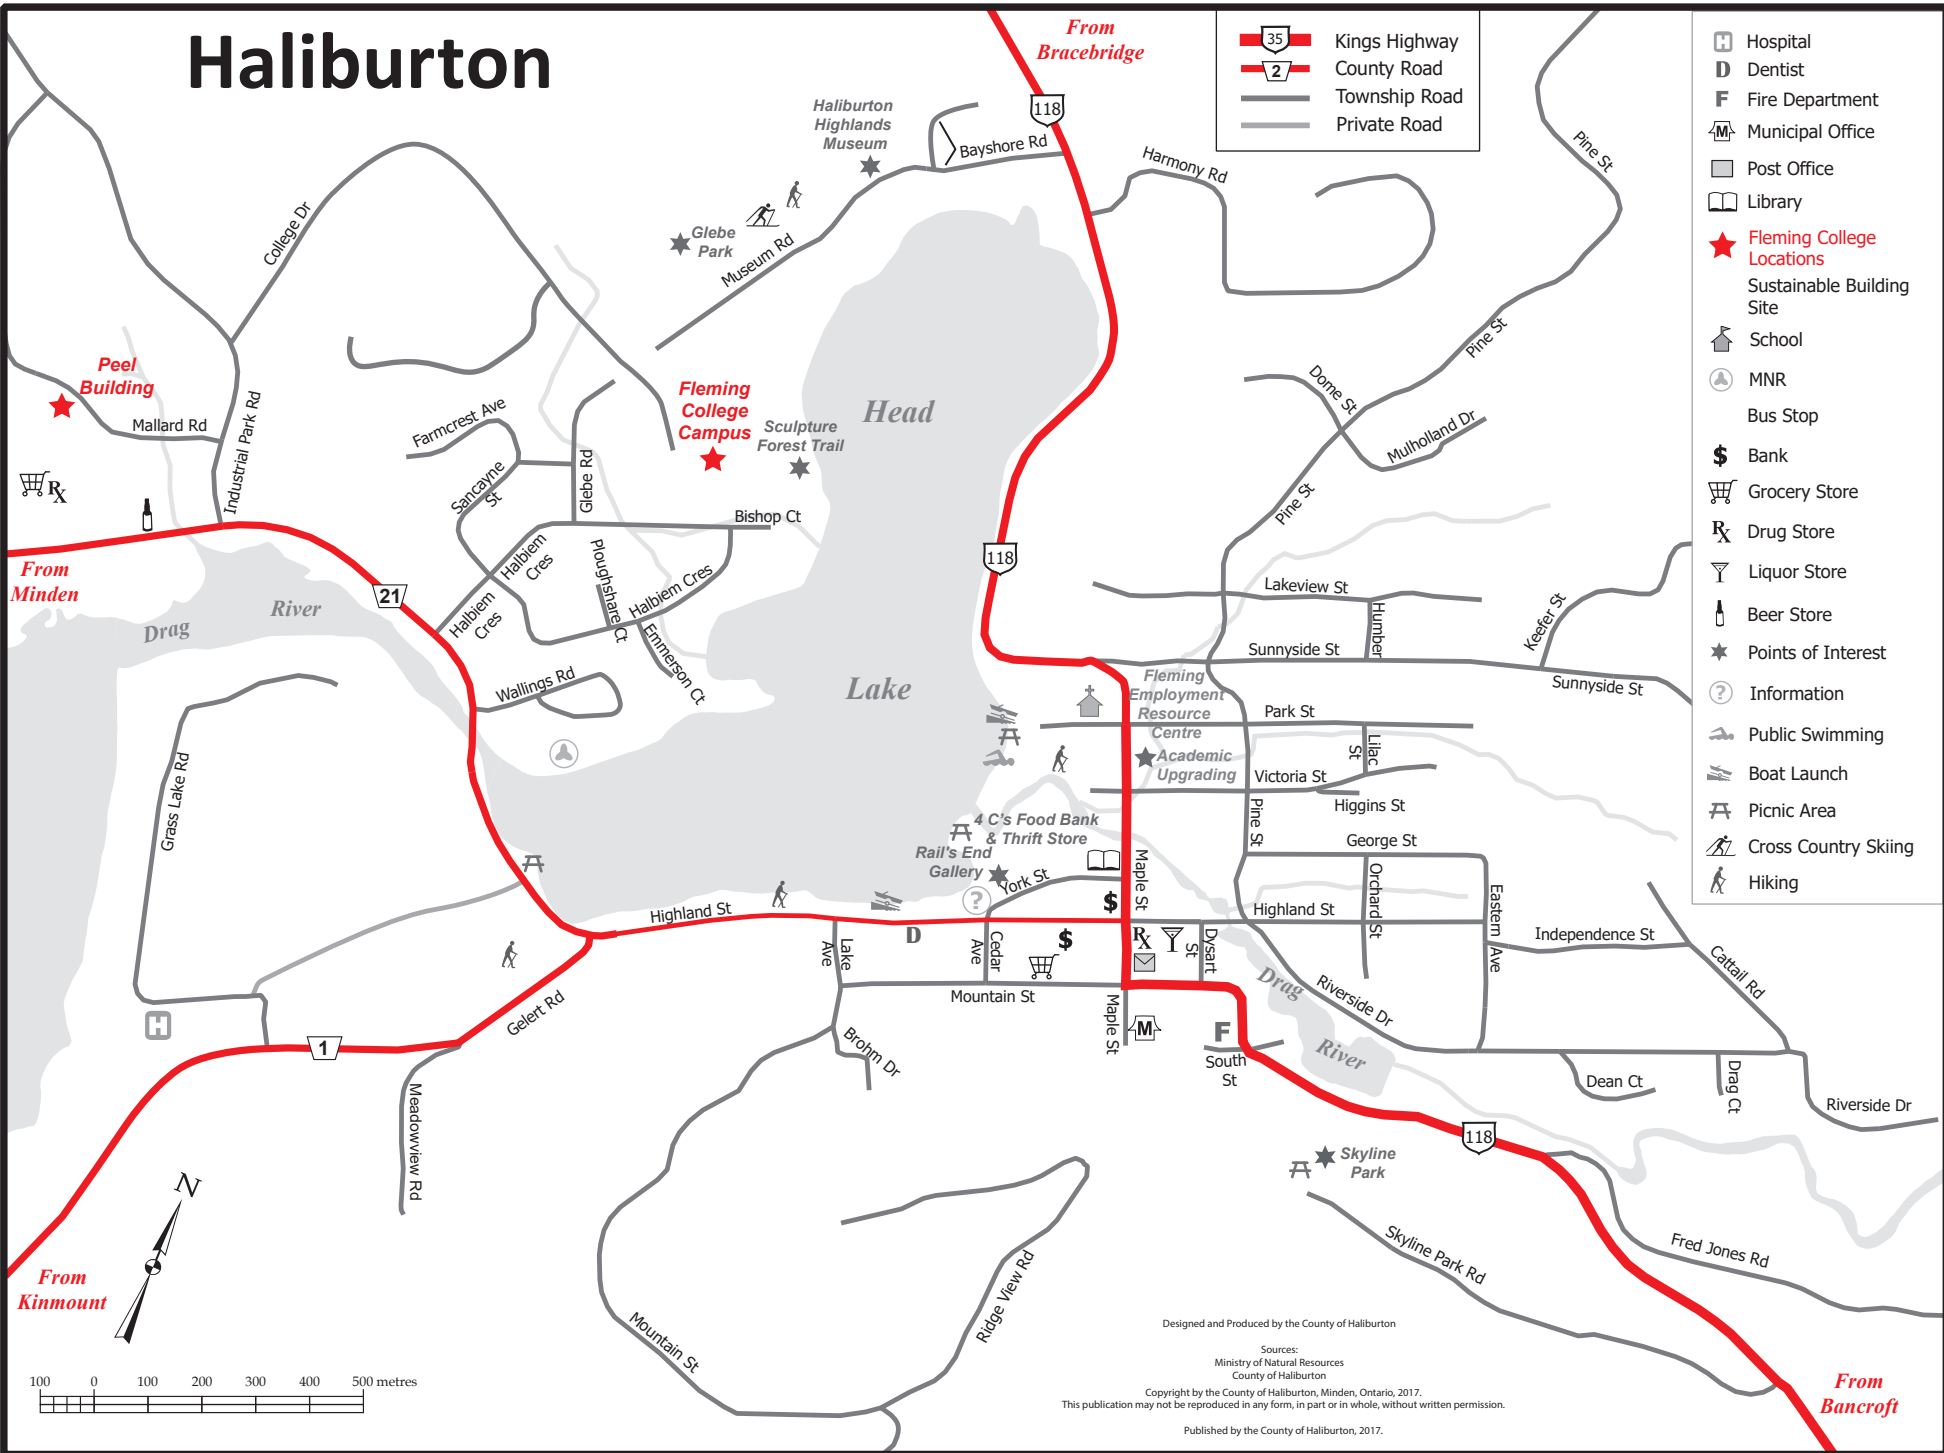 Haliburton
From
Bracebridge
118
35
Kings Highway
2
County Road
Township Road
Private Road
Hospital
D
Dentist
F
Fire Department
M
Municipal Office
Post Office
Library
Fleming College
Locations
Sustainable Building
Site
School
MNR
Bus Stop
$
Bank
Grocery Store
Rx
Drug Store
Liquor Store
Beer Store
Points of Interest
?
Information
Public Swimming
Boat Launch
Picnic Area
Cross Country Skiing
Hiking
Haliburton
Highlands
Museum
Bayshore Rd
Harmony Rd
Pine St
College Dr
Glebe
Park
Museum Rd
Pine St
Peel
Building
Mallard Rd
Industrial Park Rd
Farmcrest Ave
Sancayne
St
Glebe Rd
Fleming
College
Campus
Sculpture
Forest Trail
Head
Dome St
Mulholland Dr
Pine St
Rx
Bishop Ct
From
Minden
21
118
Drag
River
Halbiem
Cres
Halbiem
Cres
Ploughshare Ct
Halbiem Cres
Emmerson Ct
Wallings Rd
Lake
Lakeview St
Humber
Keefer St
Sunnyside St
Sunnyside St
Fleming
Employment
Resource
Centre
Academic
Upgrading
Park St
Lilac
St
Victoria St
Higgins St
Grass Lake Rd
4 C's Food Bank
& Thrift Store
Rail's End
Gallery
York St
?
$
Maple St
Pine St
George St
Orchard St
Eastern
Ave
Highland St
Highland St
Independence St
Cattail Rd
D
Lake
Ave
Cedar
Ave
$
Rx
Dysart
St
Mountain St
Maple St
M
F
South
St
Drag
River
Riverside Dr
H
1
Gelert Rd
Meadowview Rd
Brohm Dr
Dean Ct
Drag Ct
Riverside Dr
118
Skyline
Park
Skyline Park Rd
Fred Jones Rd
N
From
Kinmount
Mountain St
Ridge View Rd
From
Bancroft
100 0 100 200 300 400 500 metres
Designed and Produced by the County of Haliburton
Sources:
Ministry of Natural Resources
County of Haliburton
Copyright by the County of Haliburton, Minden, Ontario, 2017.
This publication may not be reproduced in any form, in part or in whole, without written permission.
Published by the County of Haliburton, 2017.